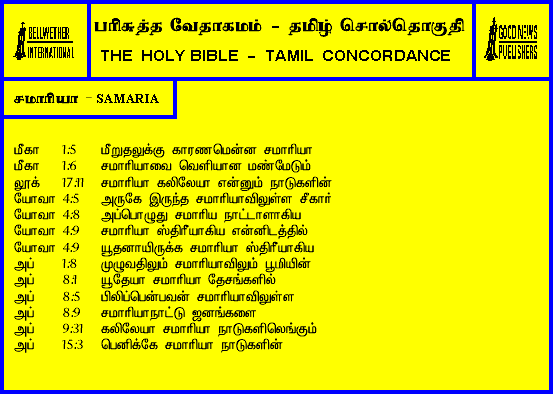 BELLWETHER
INTERNATIONAL
பரிசுத்த வேதாகமம் - தமிழ் சொல்தொகுதி
THE HOLY BIBLE - TAMIL CONCORDANCE
GOOD NEWS
PUBLISHERS
சமாரியா - SAMARIA
மீகா 1:5 மீறுதலுக்கு காரணமென்ன சமாரியா
மீகா 1:6 சமாரியாவை வெளியான மண்மேடும்
லூக் 17:11 சமாரியா கலிலேயா என்னும் நாடுகளின்
யோவா 4:5 அருகே இருந்த சமாரியாவிலுள்ள சீகார்
யோவா 4:8 அப்பொழுது சமாரிய நாட்டாளாகிய
யோவா 4:9 சமாரியா ஸ்திரீயாகிய என்னிடத்தில்
யோவா 4:9 யூதனாயிருக்க சமாரியா ஸ்திரீயாகிய
அப் 1:8 முழுவதிலும் சமாரியாவிலும் பூமியின்
அப் 8:1 யூதேயா சமாரியா தேசங்களில்
அப் 8:5 பிலிப்பென்பவன் சமாரியாவிலுள்ள
அப் 8:9 சமாரியாநாட்டு ஜனங்களை
அப் 9:31 கலிலேயா சமாரியா நாடுகளிலெங்கும்
அப் 15:3 பெனிக்கே சமாரியா நாடுகளின்